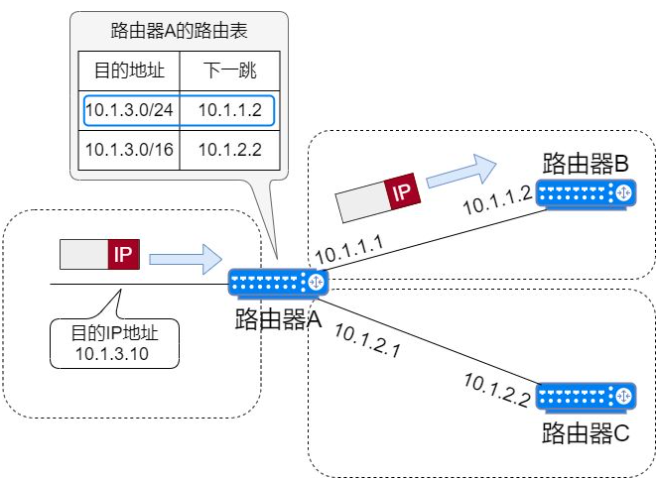 路由器A的路由表
目的地址 下一跳
10.1.3.0/24 10.1.1.2
10.1.3.0/16 10.1.2.2
路由器B
IP
10.1.1.2
10.1.1.1
IP
路由器A
目的IP地址
10.1.3.10
10.1.2.1
10.1.2.2
路由器C